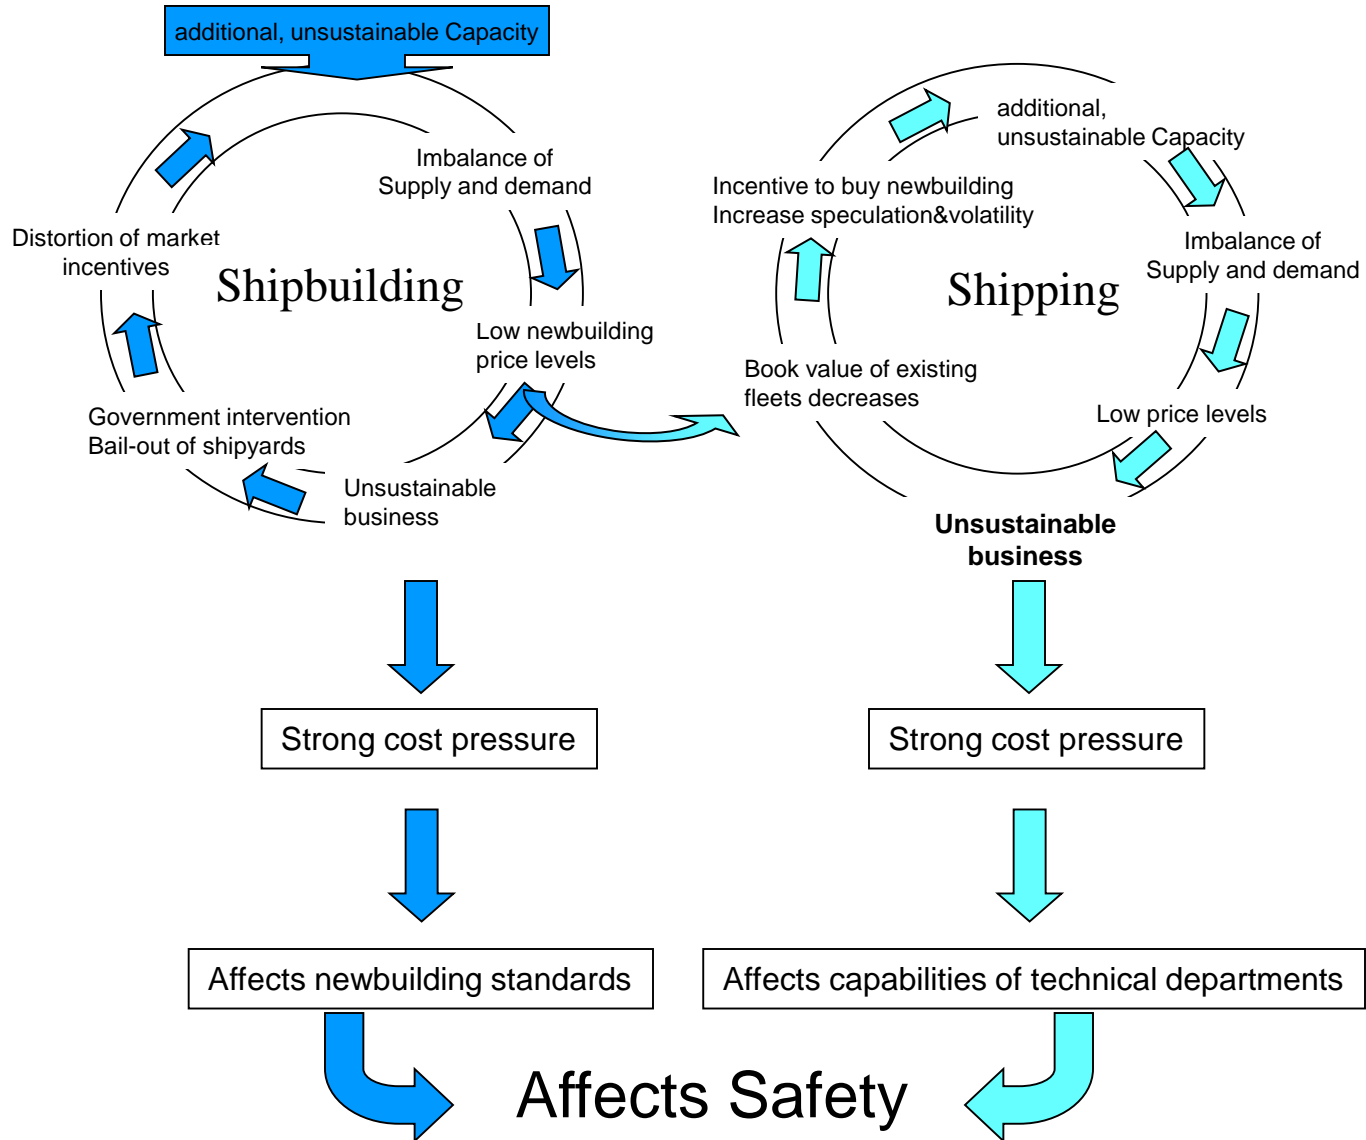 additional, unsustainable Capacity
Imbalance of
Supply and demand
Distortion of market
incentives
Shipbuilding
Low newbuilding
price levels
Government intervention
Bail-out of shipyards
Unsustainable
business
additional,
unsustainable Capacity
Incentive to buy newbuilding
Increase speculation&volatility
Imbalance of
Supply and demand
Shipping
Book value of existing
fleets decreases
Low price levels
Unsustainable
business
Strong cost pressure
Strong cost pressure
Affects newbuilding standards
Affects capabilities of technical departments
Affects Safety